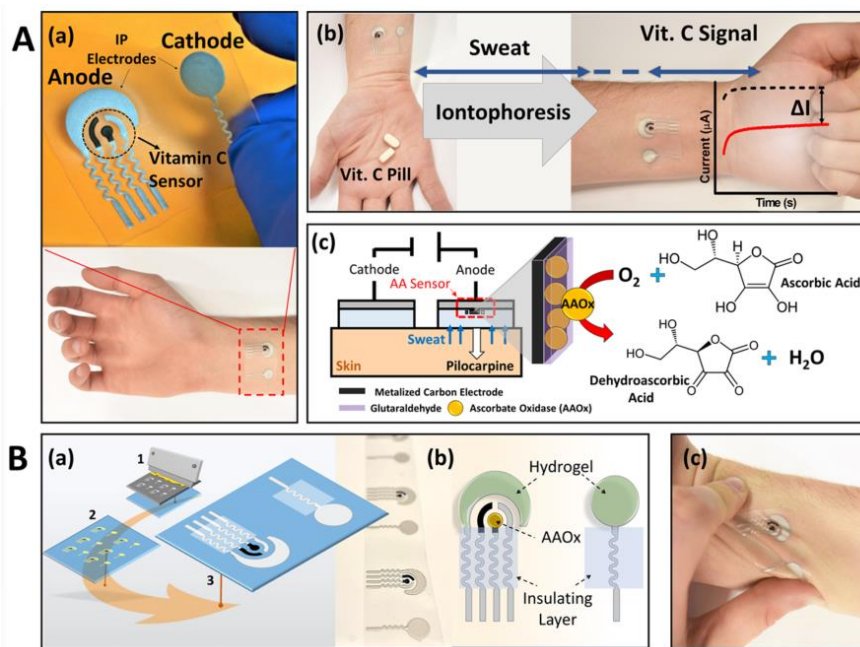 A
(a)
IP
Electrodes
Cathode
Anode
Vitamin C
Sensor
(b)
Sweat
Vit. C Signal
Iontophoresis
Vit. C Pill
ΔI
Current (μA)
Time (s)
(c)
Cathode
Anode
AA Sensor
Sweat
Skin
Pilocarpine
Metalized Carbon Electrode
Glutaraldehyde
Ascorbate Oxidase (AAOx)
AAOx
O₂ +
HO
H
O
O
HO
HO
OH
Ascorbic Acid
OH
HO
O
O
O
O
Dehydroascorbic
Acid
+ H₂O
B
(a)
1
2
3
(b)
Hydrogel
AAOx
Insulating
Layer
(c)